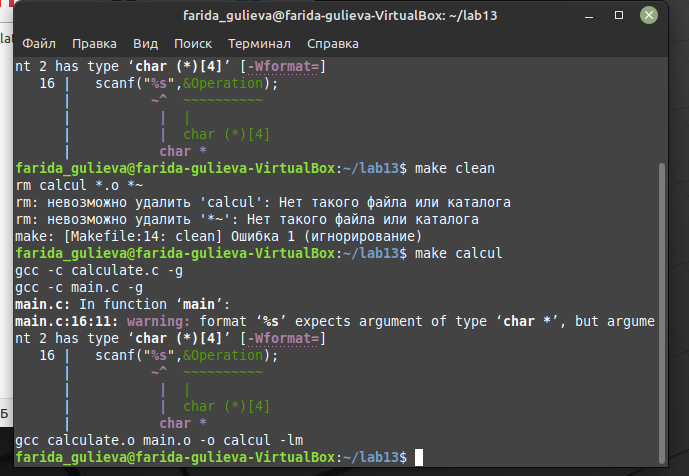 farida_gulieva@farida-gulieva-VirtualBox: ~/lab13
Файл Правка Вид Поиск Терминал Справка
nt 2 has type ‘char (*)[4]’ [-Wformat=]
   16 |   scanf("%s",&Operation);
      |          ~^  ~~~~~~~~~~
      |           |  |
      |           |  char (*)[4]
      |           char *
farida_gulieva@farida-gulieva-VirtualBox:~/lab13$ make clean
rm calcul *.o *~
rm: невозможно удалить 'calcul': Нет такого файла или каталога
rm: невозможно удалить '*~': Нет такого файла или каталога
make: [Makefile:14: clean] Ошибка 1 (игнорирование)
farida_gulieva@farida-gulieva-VirtualBox:~/lab13$ make calcul
gcc -c calculate.c -g
gcc -c main.c -g
main.c: In function ‘main’:
main.c:16:11: warning: format ‘%s’ expects argument of type ‘char *’, but argume
nt 2 has type ‘char (*)[4]’ [-Wformat=]
   16 |   scanf("%s",&Operation);
      |          ~^  ~~~~~~~~~~
      |           |  |
      |           |  char (*)[4]
      |           char *
gcc calculate.o main.o -o calcul -lm
farida_gulieva@farida-gulieva-VirtualBox:~/lab13$